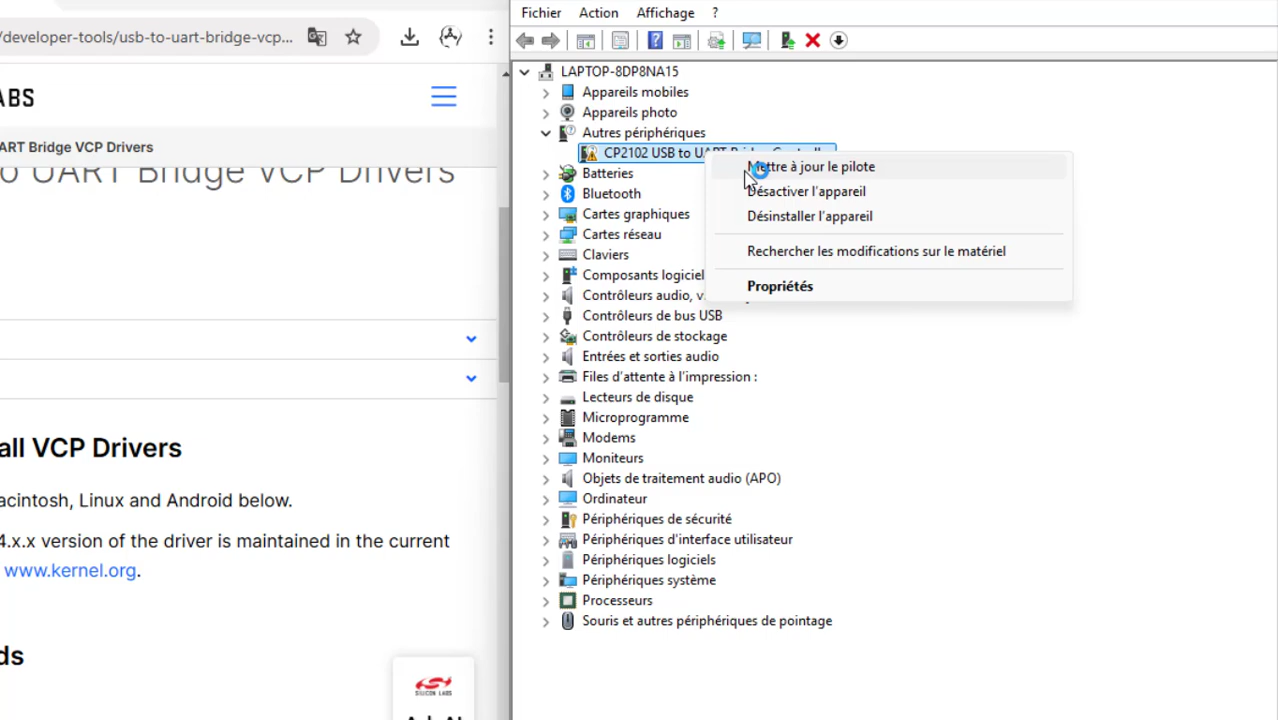 /developer-tools/usb-to-uart-bridge-vcp...
ABS
ART Bridge VCP Drivers
o UART Bridge VCP Drivers
all VCP Drivers
acintosh, Linux and Android below.
4.x.x version of the driver is maintained in the current
www.kernel.org.
ds
SILICON LABS
Fichier Action Affichage ?
LAPTOP-8DP8NA15
Appareils mobiles
Appareils photo
Autres périphériques
CP2102 USB to UART Bridge Controller
Batteries
Bluetooth
Cartes graphiques
Cartes réseau
Claviers
Composants logiciel
Contrôleurs audio, v
Contrôleurs de bus USB
Contrôleurs de stockage
Entrées et sorties audio
Files d'attente à l'impression :
Lecteurs de disque
Microprogramme
Modems
Moniteurs
Objets de traitement audio (APO)
Ordinateur
Périphériques de sécurité
Périphériques d'interface utilisateur
Périphériques logiciels
Périphériques système
Processeurs
Souris et autres périphériques de pointage
Mettre à jour le pilote
Désactiver l'appareil
Désinstaller l'appareil
Rechercher les modifications sur le matériel
Propriétés